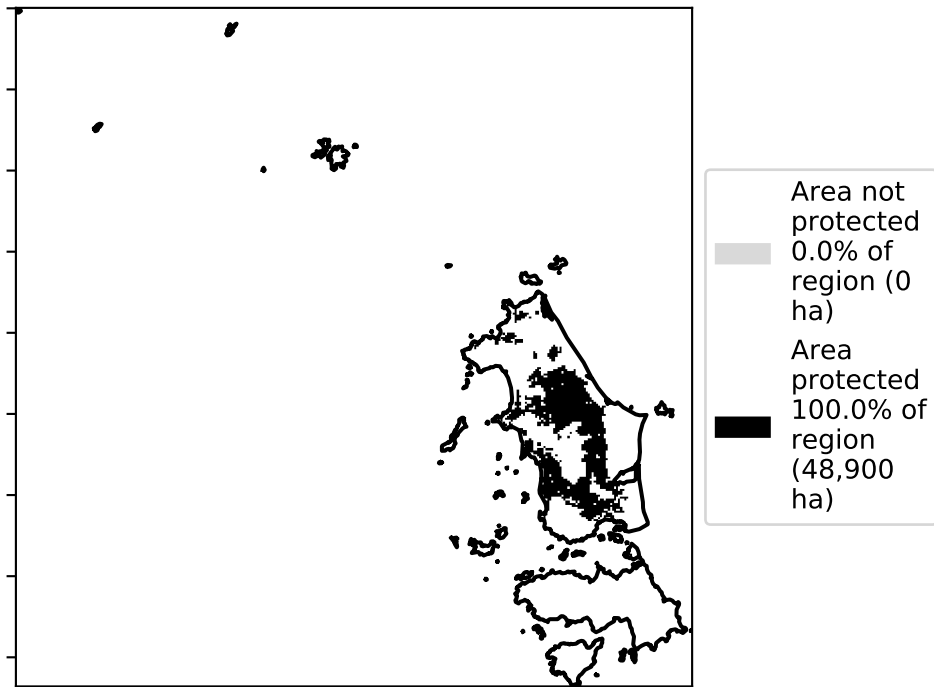 Area not
protected
0.0% of
region (0
ha)
Area
protected
100.0% of
region
(48,900
ha)